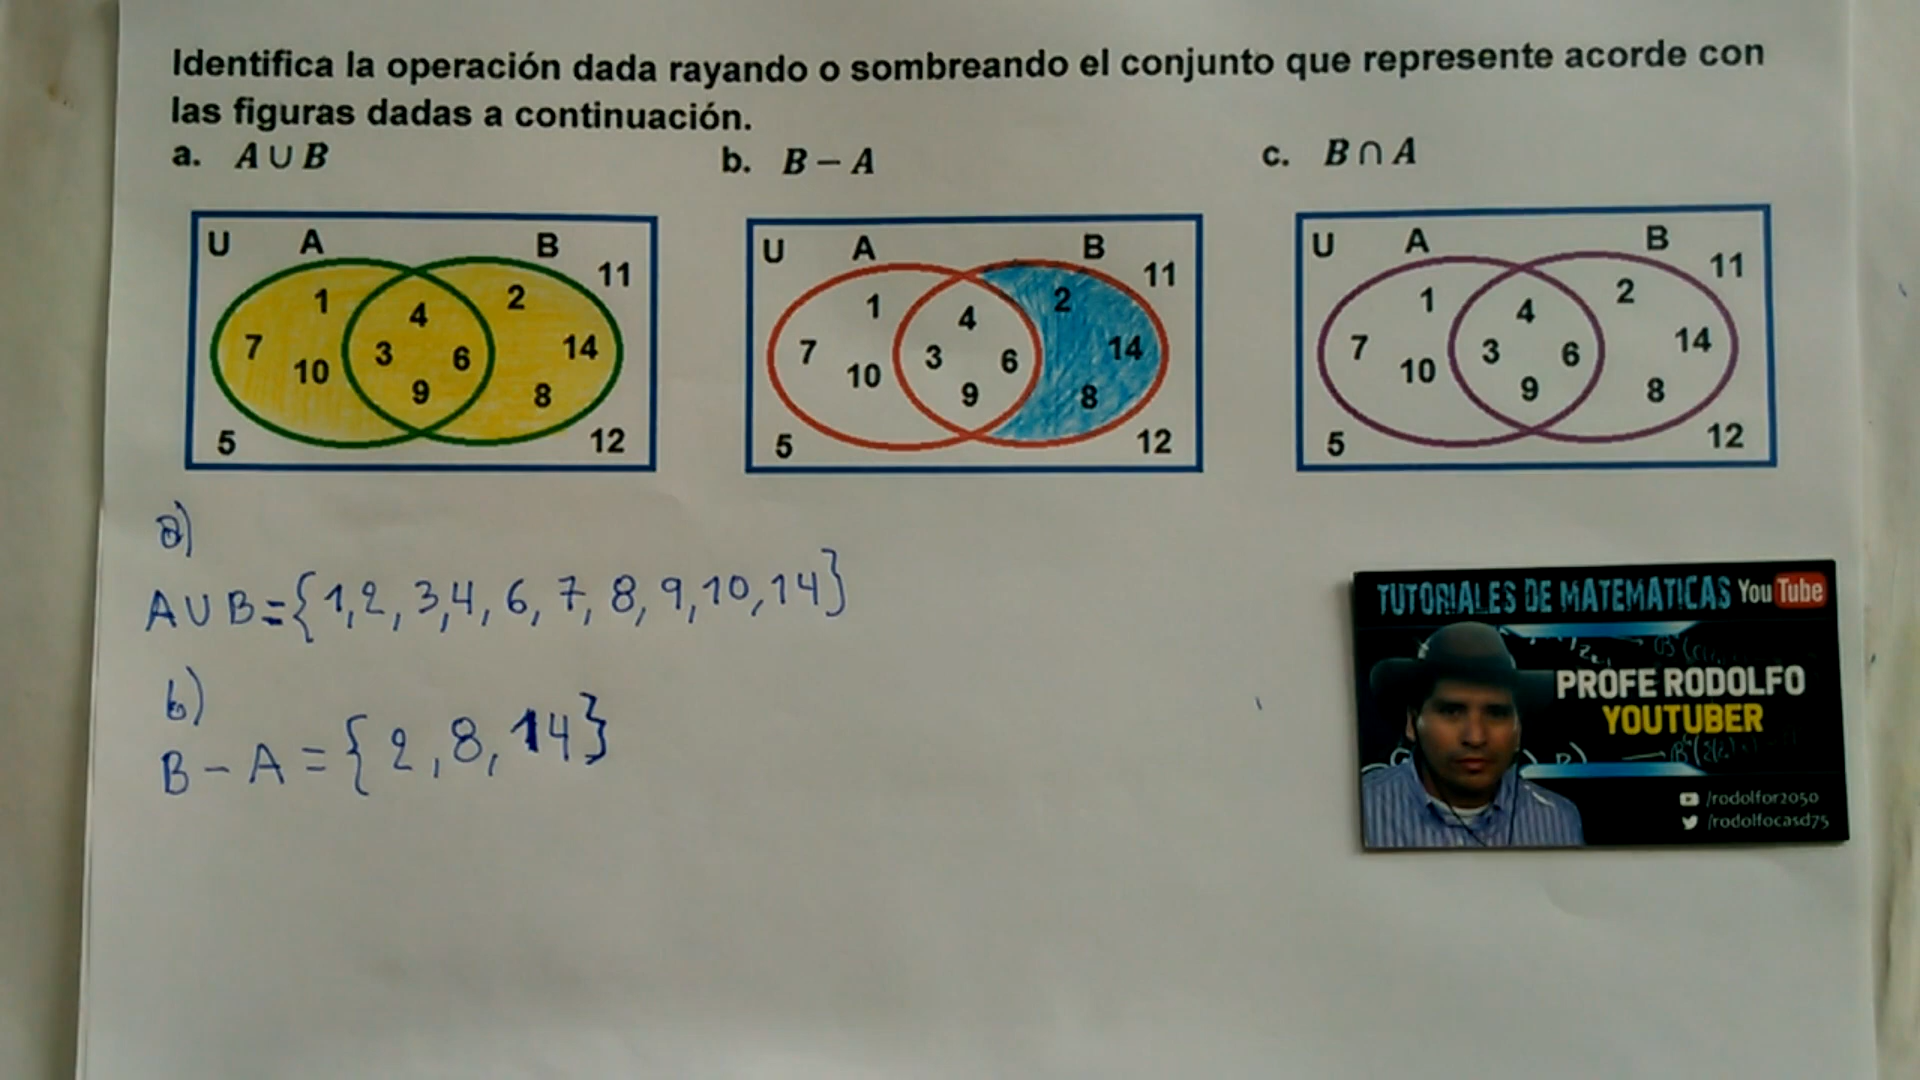 Identifica la operación dada rayando o sombreando el conjunto que represente acorde con
las figuras dadas a continuación.
a. A ∪ B
b. B − A
c. B ∩ A
U A B 11
1 4 2
7 3 6 14
10 9 8
5 12
U A B 11
1 4 2
7 3 6 14
10 9 8
5 12
U A B 11
1 4 2
7 3 6 14
10 9 8
5 12
a)
A ∪ B = {1, 2, 3, 4, 6, 7, 8, 9, 10, 14}
b)
B − A = {2, 8, 14}
TUTORIALES DE MATEMATICAS YouTube
PROFE RODOLFO
YOUTUBER
/rodolfor2050
/rodolfocasd75